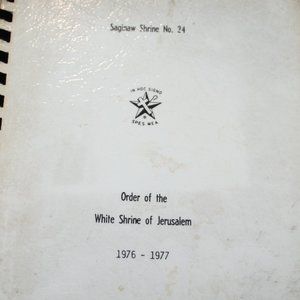 Saginaw Shrine No. 24
IN HOC SIGNO
SPES MEA
Order of the
White Shrine of Jerusalem
1976 - 1977